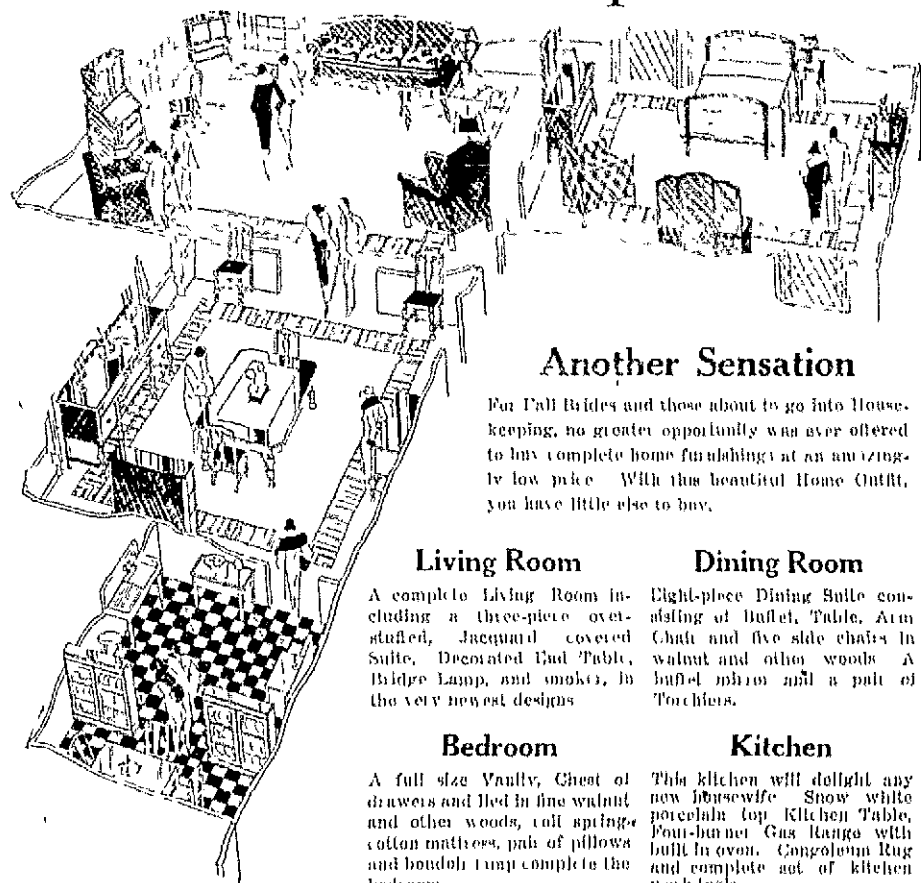 Another Sensation
For Fall Brides and those about to go into House-
keeping, no greater opportunity was ever offered
to buy complete home furnishings at an amazing-
ly low price With this beautiful Home Outfit,
you have little else to buy.
Living Room
A complete Living Room in-
cluding a three-piece over-
stuffed, Jacquard covered
Suite, Decorated End Table,
Bridge Lamp, and smoker, in
the very newest designs
Dining Room
Eight-piece Dining Suite con-
sisting of Buffet, Table, Arm
Chair and five side chairs in
walnut and other woods A
buffet mirror and a pair of
Torchiers.
Bedroom
A full size Vanity, Chest of
drawers and Bed in fine walnut
and other woods, coil spring,
cotton mattress, pair of pillows
and boudoir lamp complete the
bedroom
Kitchen
This kitchen will delight any
new housewife Snow white
porcelain top Kitchen Table,
Four-burner Gas Range with
built in oven. Congoleum Rug
and complete set of kitchen